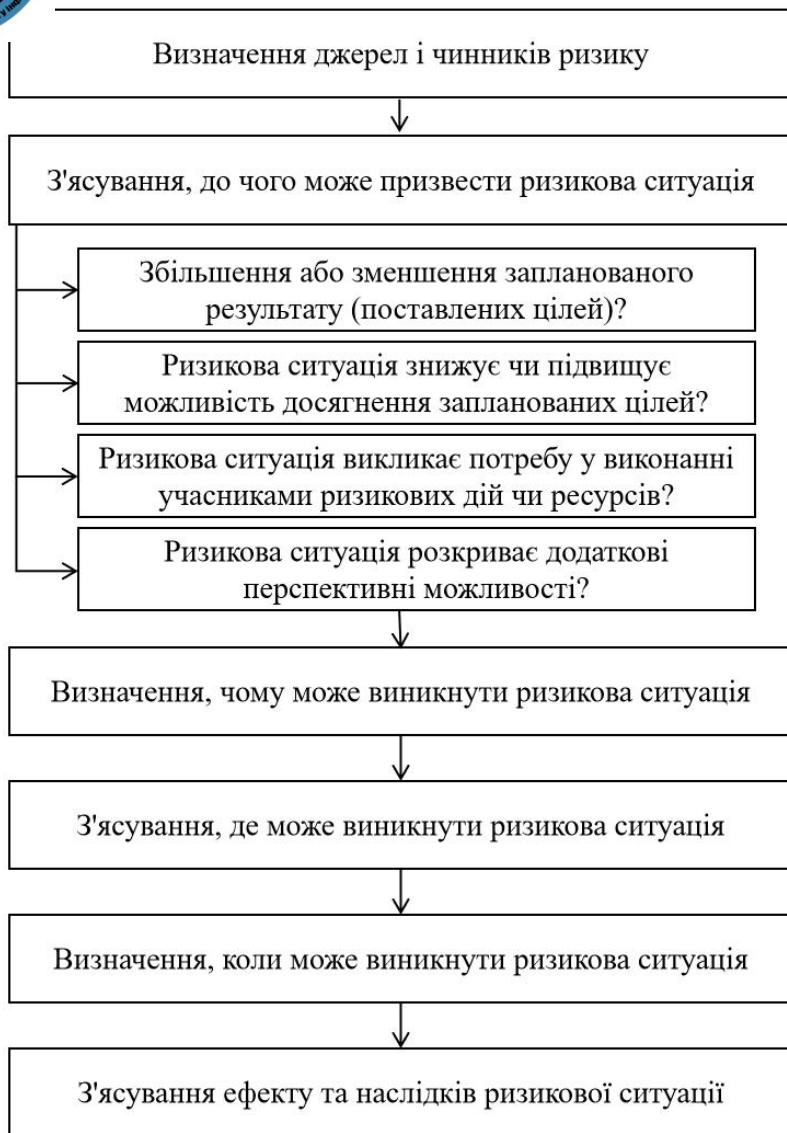 Визначення джерел і чинників ризику
З'ясування, до чого може призвести ризикова ситуація
Збільшення або зменшення запланованого
результату (поставлених цілей)?
Ризикова ситуація знижує чи підвищує
можливість досягнення запланованих цілей?
Ризикова ситуація викликає потребу у виконанні
учасниками ризикових дій чи ресурсів?
Ризикова ситуація розкриває додаткові
перспективні можливості?
Визначення, чому може виникнути ризикова ситуація
З'ясування, де може виникнути ризикова ситуація
Визначення, коли може виникнути ризикова ситуація
З'ясування ефекту та наслідків ризикової ситуації